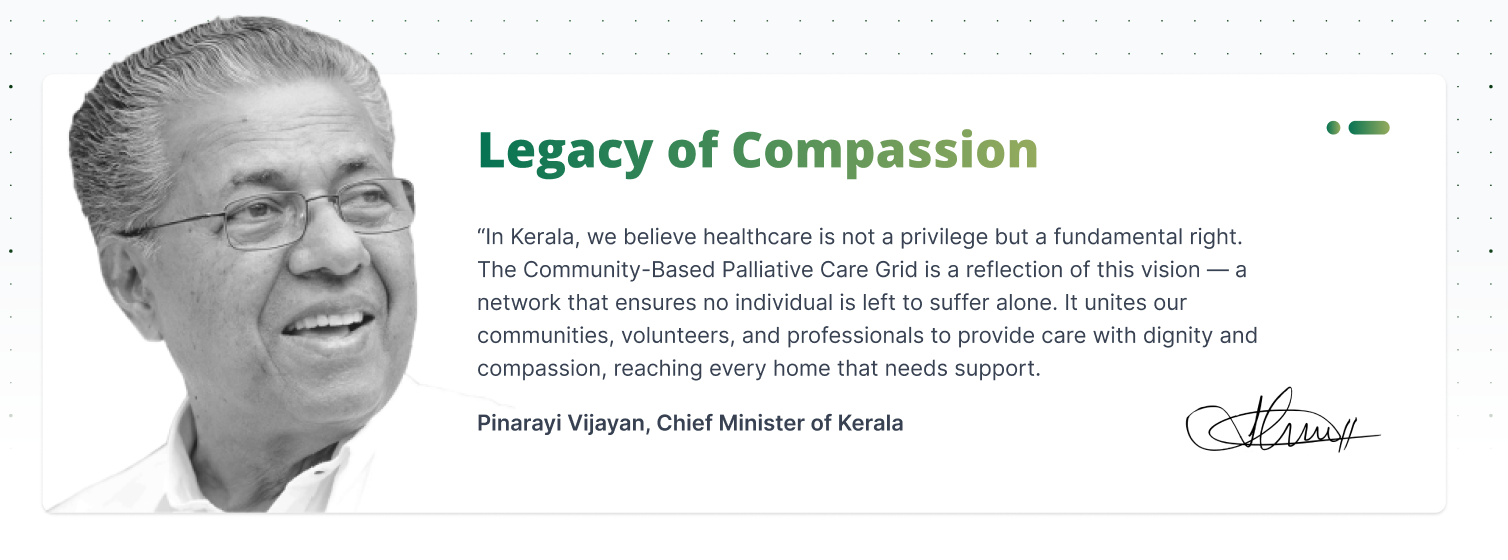 Legacy of Compassion
“In Kerala, we believe healthcare is not a privilege but a fundamental right.
The Community-Based Palliative Care Grid is a reflection of this vision — a
network that ensures no individual is left to suffer alone. It unites our
communities, volunteers, and professionals to provide care with dignity and
compassion, reaching every home that needs support.
Pinarayi Vijayan, Chief Minister of Kerala